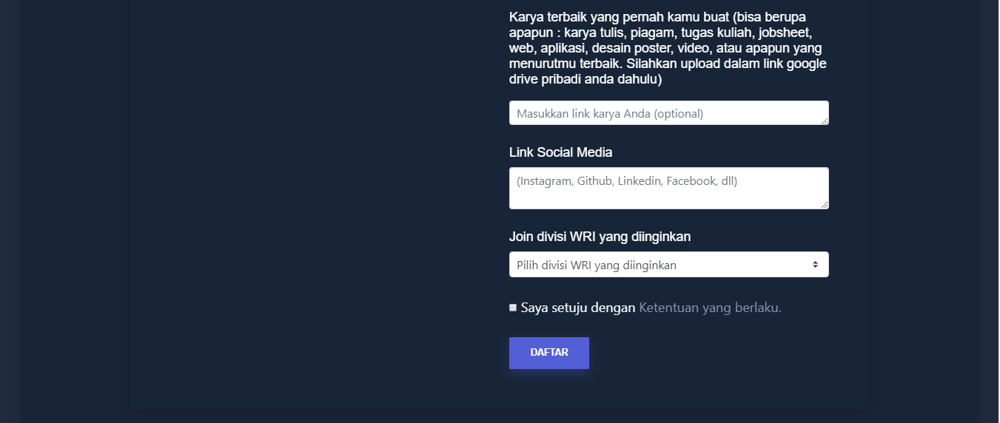 Karya terbaik yang pernah kamu buat (bisa berupa
apapun : karya tulis, piagam, tugas kuliah, jobsheet,
web, aplikasi, desain poster, video, atau apapun yang
menurutmu terbaik. Silahkan upload dalam link google
drive pribadi anda dahulu)
Masukkan link karya Anda (optional)
Link Social Media
(Instagram, Github, Linkedin, Facebook, dll)
Join divisi WRI yang diinginkan
Pilih divisi WRI yang diinginkan
Saya setuju dengan Ketentuan yang berlaku.
DAFTAR